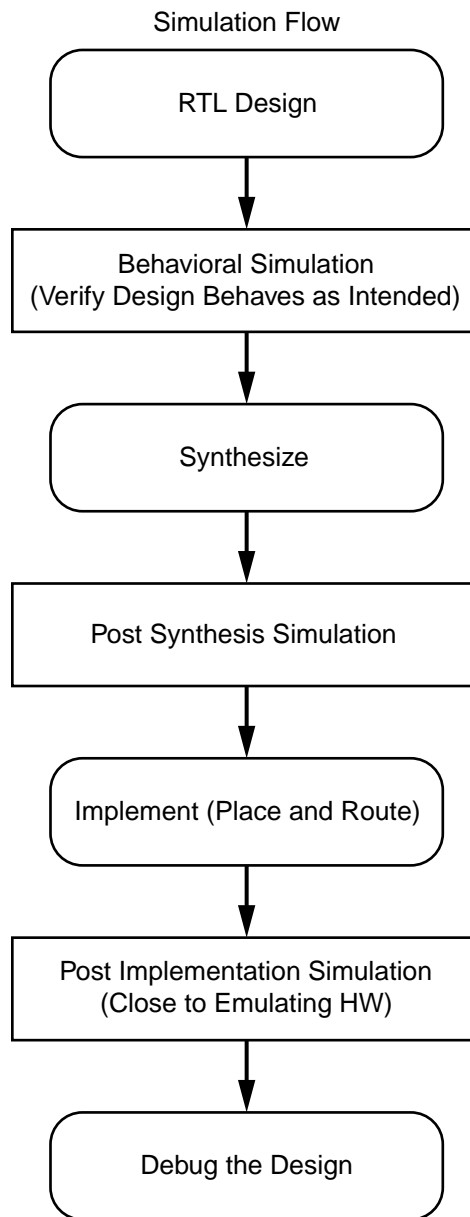 Simulation Flow
RTL Design
Behavioral Simulation
(Verify Design Behaves as Intended)
Synthesize
Post Synthesis Simulation
Implement (Place and Route)
Post Implementation Simulation
(Close to Emulating HW)
Debug the Design